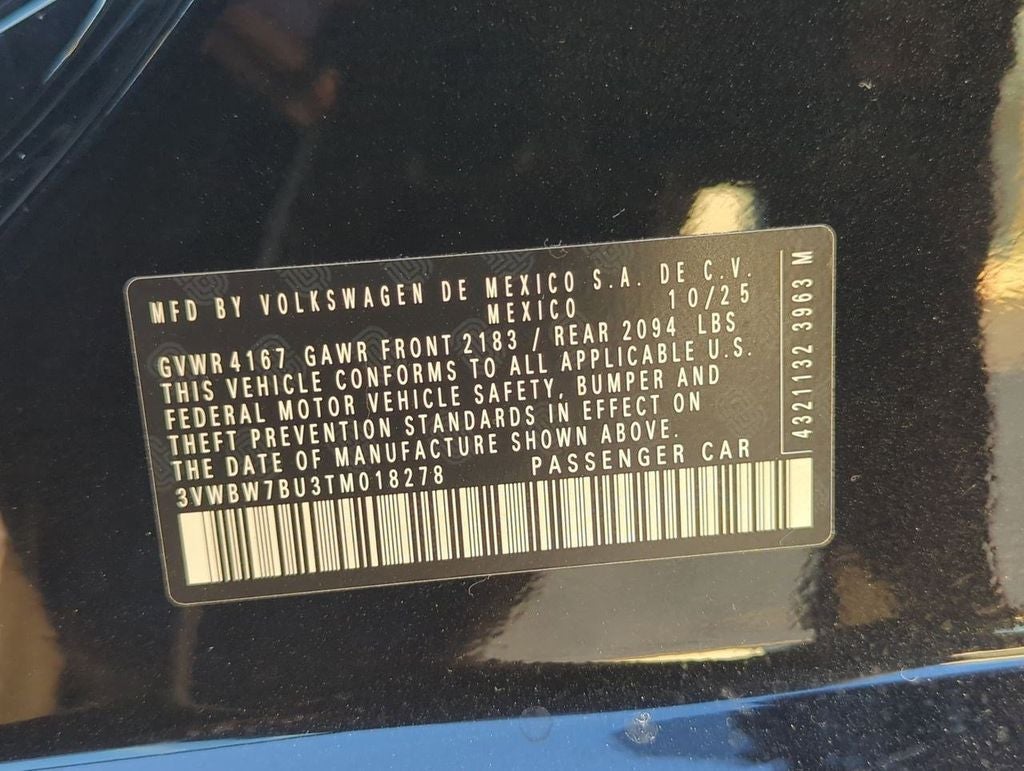 MFD BY VOLKSWAGEN DE MEXICO S.A. DE C.V.
MEXICO 10/25
GVWR 4167 GAWR FRONT 2183 / REAR 2094 LBS
THIS VEHICLE CONFORMS TO ALL APPLICABLE U.S.
FEDERAL MOTOR VEHICLE SAFETY, BUMPER AND
THEFT PREVENTION STANDARDS IN EFFECT ON
THE DATE OF MANUFACTURE SHOWN ABOVE.
3VWBW7BU3TM018278 PASSENGER CAR
4321132 3963 M